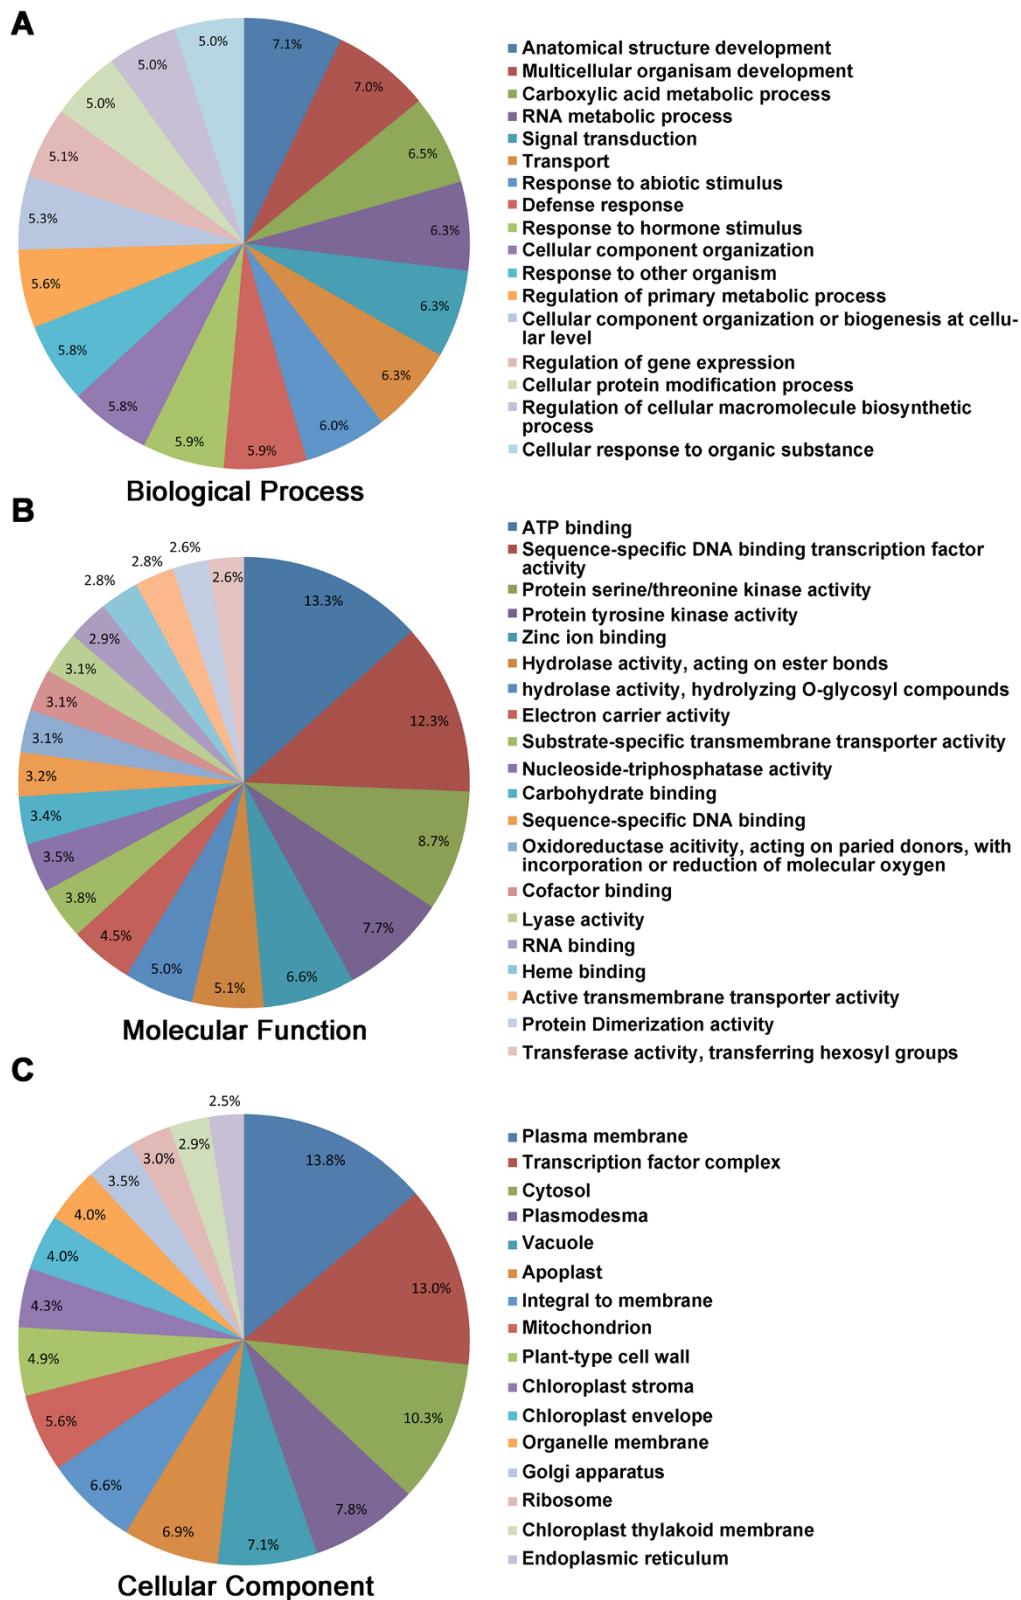 A
7.1%
7.0%
6.5%
6.3%
6.3%
6.3%
6.0%
5.9%
5.9%
5.8%
5.8%
5.6%
5.3%
5.1%
5.0%
5.0%
5.0%
Anatomical structure development
Multicellular organisam development
Carboxylic acid metabolic process
RNA metabolic process
Signal transduction
Transport
Response to abiotic stimulus
Defense response
Response to hormone stimulus
Cellular component organization
Response to other organism
Regulation of primary metabolic process
Cellular component organization or biogenesis at cellu-
lar level
Regulation of gene expression
Cellular protein modification process
Regulation of cellular macromolecule biosynthetic
process
Cellular response to organic substance
Biological Process
B
13.3%
12.3%
8.7%
7.7%
6.6%
5.1%
5.0%
4.5%
3.8%
3.5%
3.4%
3.2%
3.1%
3.1%
3.1%
2.9%
2.8%
2.8%
2.6%
2.6%
ATP binding
Sequence-specific DNA binding transcription factor
activity
Protein serine/threonine kinase activity
Protein tyrosine kinase activity
Zinc ion binding
Hydrolase activity, acting on ester bonds
hydrolase activity, hydrolyzing O-glycosyl compounds
Electron carrier activity
Substrate-specific transmembrane transporter activity
Nucleoside-triphosphatase activity
Carbohydrate binding
Sequence-specific DNA binding
Oxidoreductase acitivity, acting on paried donors, with
incorporation or reduction of molecular oxygen
Cofactor binding
Lyase activity
RNA binding
Heme binding
Active transmembrane transporter activity
Protein Dimerization activity
Transferase activity, transferring hexosyl groups
Molecular Function
C
13.8%
13.0%
10.3%
7.8%
7.1%
6.9%
6.6%
5.6%
4.9%
4.3%
4.0%
4.0%
3.5%
3.0%
2.9%
2.5%
Plasma membrane
Transcription factor complex
Cytosol
Plasmodesma
Vacuole
Apoplast
Integral to membrane
Mitochondrion
Plant-type cell wall
Chloroplast stroma
Chloroplast envelope
Organelle membrane
Golgi apparatus
Ribosome
Chloroplast thylakoid membrane
Endoplasmic reticulum
Cellular Component